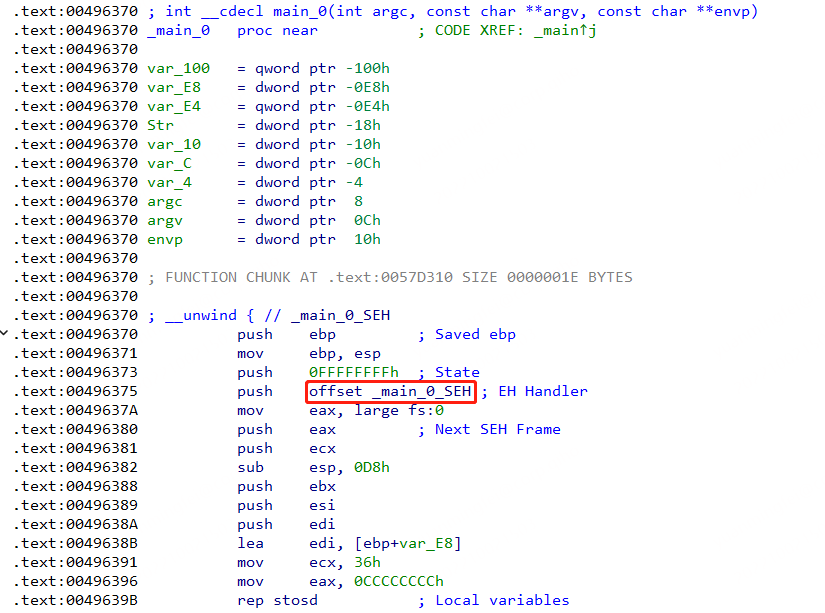 .text:00496370 ; int __cdecl main_0(int argc, const char **argv, const char **envp)
.text:00496370 _main_0 proc near ; CODE XREF: _main↑j
.text:00496370
.text:00496370 var_100 = qword ptr -100h
.text:00496370 var_E8 = dword ptr -0E8h
.text:00496370 var_E4 = qword ptr -0E4h
.text:00496370 Str = dword ptr -18h
.text:00496370 var_10 = dword ptr -10h
.text:00496370 var_C = dword ptr -0Ch
.text:00496370 var_4 = dword ptr -4
.text:00496370 argc = dword ptr 8
.text:00496370 argv = dword ptr 0Ch
.text:00496370 envp = dword ptr 10h
.text:00496370
.text:00496370 ; FUNCTION CHUNK AT .text:0057D310 SIZE 0000001E BYTES
.text:00496370
.text:00496370 ; __unwind { // _main_0_SEH
.text:00496370 push ebp ; Saved ebp
.text:00496371 mov ebp, esp
.text:00496373 push 0FFFFFFFFh ; State
.text:00496375 push offset _main_0_SEH ; EH Handler
.text:0049637A mov eax, large fs:0
.text:00496380 push eax ; Next SEH Frame
.text:00496381 push ecx
.text:00496382 sub esp, 0D8h
.text:00496388 push ebx
.text:00496389 push esi
.text:0049638A push edi
.text:0049638B lea edi, [ebp+var_E8]
.text:00496391 mov ecx, 36h
.text:00496396 mov eax, 0CCCCCCCCh
.text:0049639B rep stosd ; Local variables